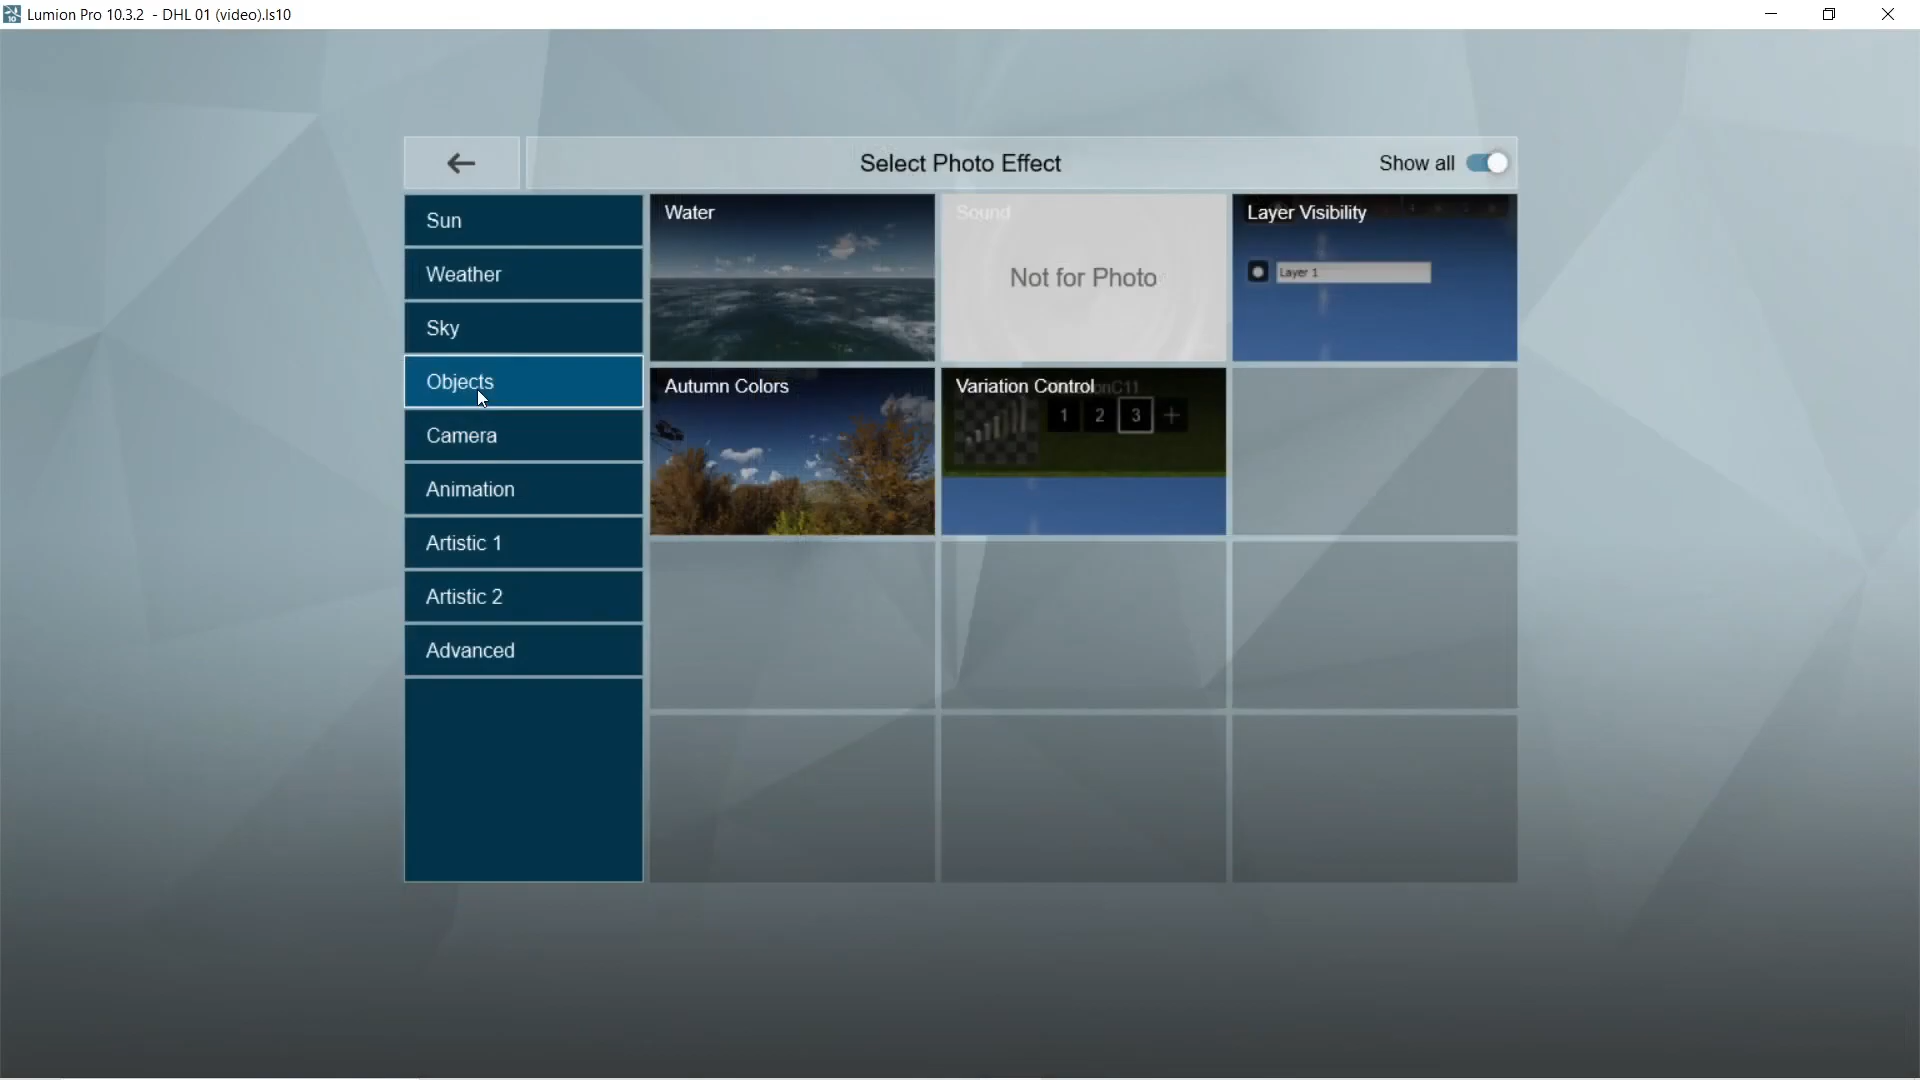 Lumion Pro 10.3.2 - DHL 01 (video).ls10
Select Photo Effect
Show all
Sun
Weather
Sky
Objects
Camera
Animation
Artistic 1
Artistic 2
Advanced
Water
Sound
Not for Photo
Layer Visibility
Layer 1
Autumn Colors
Variation Control
1 2 3 +